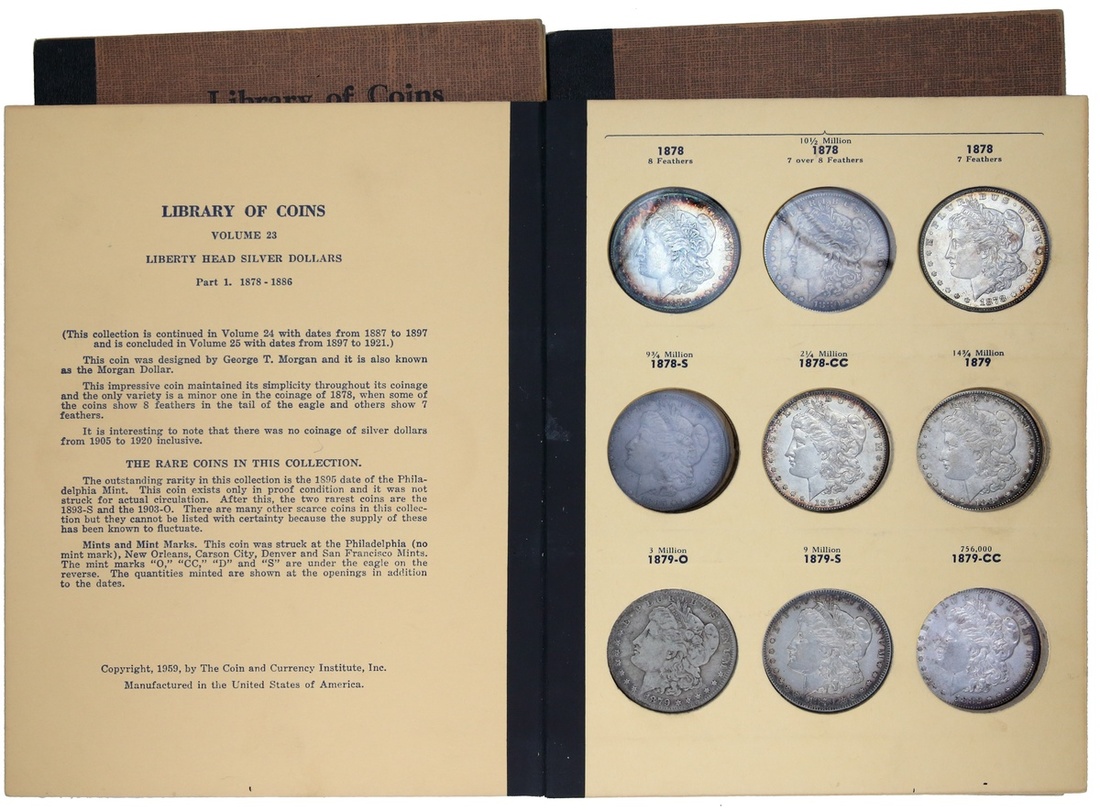 Library of Coins
LIBRARY OF COINS
VOLUME 23
LIBERTY HEAD SILVER DOLLARS
Part 1. 1878 - 1886
(This collection is continued in Volume 24 with dates from 1887 to 1897
and is concluded in Volume 25 with dates from 1897 to 1921.)
This coin was designed by George T. Morgan and it is also known
as the Morgan Dollar.
This impressive coin maintained its simplicity throughout its coinage
and the only variety is a minor one in the coinage of 1878, when some of
the coins show 8 feathers in the tail of the eagle and others show 7
feathers.
It is interesting to note that there was no coinage of silver dollars
from 1905 to 1920 inclusive.
THE RARE COINS IN THIS COLLECTION.
The outstanding rarity in this collection is the 1895 date of the Phila-
delphia Mint. This coin exists only in proof condition and it was not
struck for actual circulation. After this, the two rarest coins are the
1893-S and the 1903-O. There are many other scarce coins in this collec-
tion but they cannot be listed with certainty because the supply of these
has been known to fluctuate.
Mints and Mint Marks. This coin was struck at the Philadelphia (no
mint mark), New Orleans, Carson City, Denver and San Francisco Mints.
The mint marks "O," "CC," "D" and "S" are under the eagle on the
reverse. The quantities minted are shown at the openings in addition
to the dates.
Copyright, 1959, by The Coin and Currency Institute, Inc.
Manufactured in the United States of America.
10½ Million
1878 1878 1878
8 Feathers 7 over 8 Feathers 7 Feathers
E·PLURIBUS·UNUM
1878
9¾ Million 2¼ Million 14¾ Million
1878-S 1878-CC 1879
3 Million 9 Million 756,000
1879-O 1879-S 1879-CC
1879